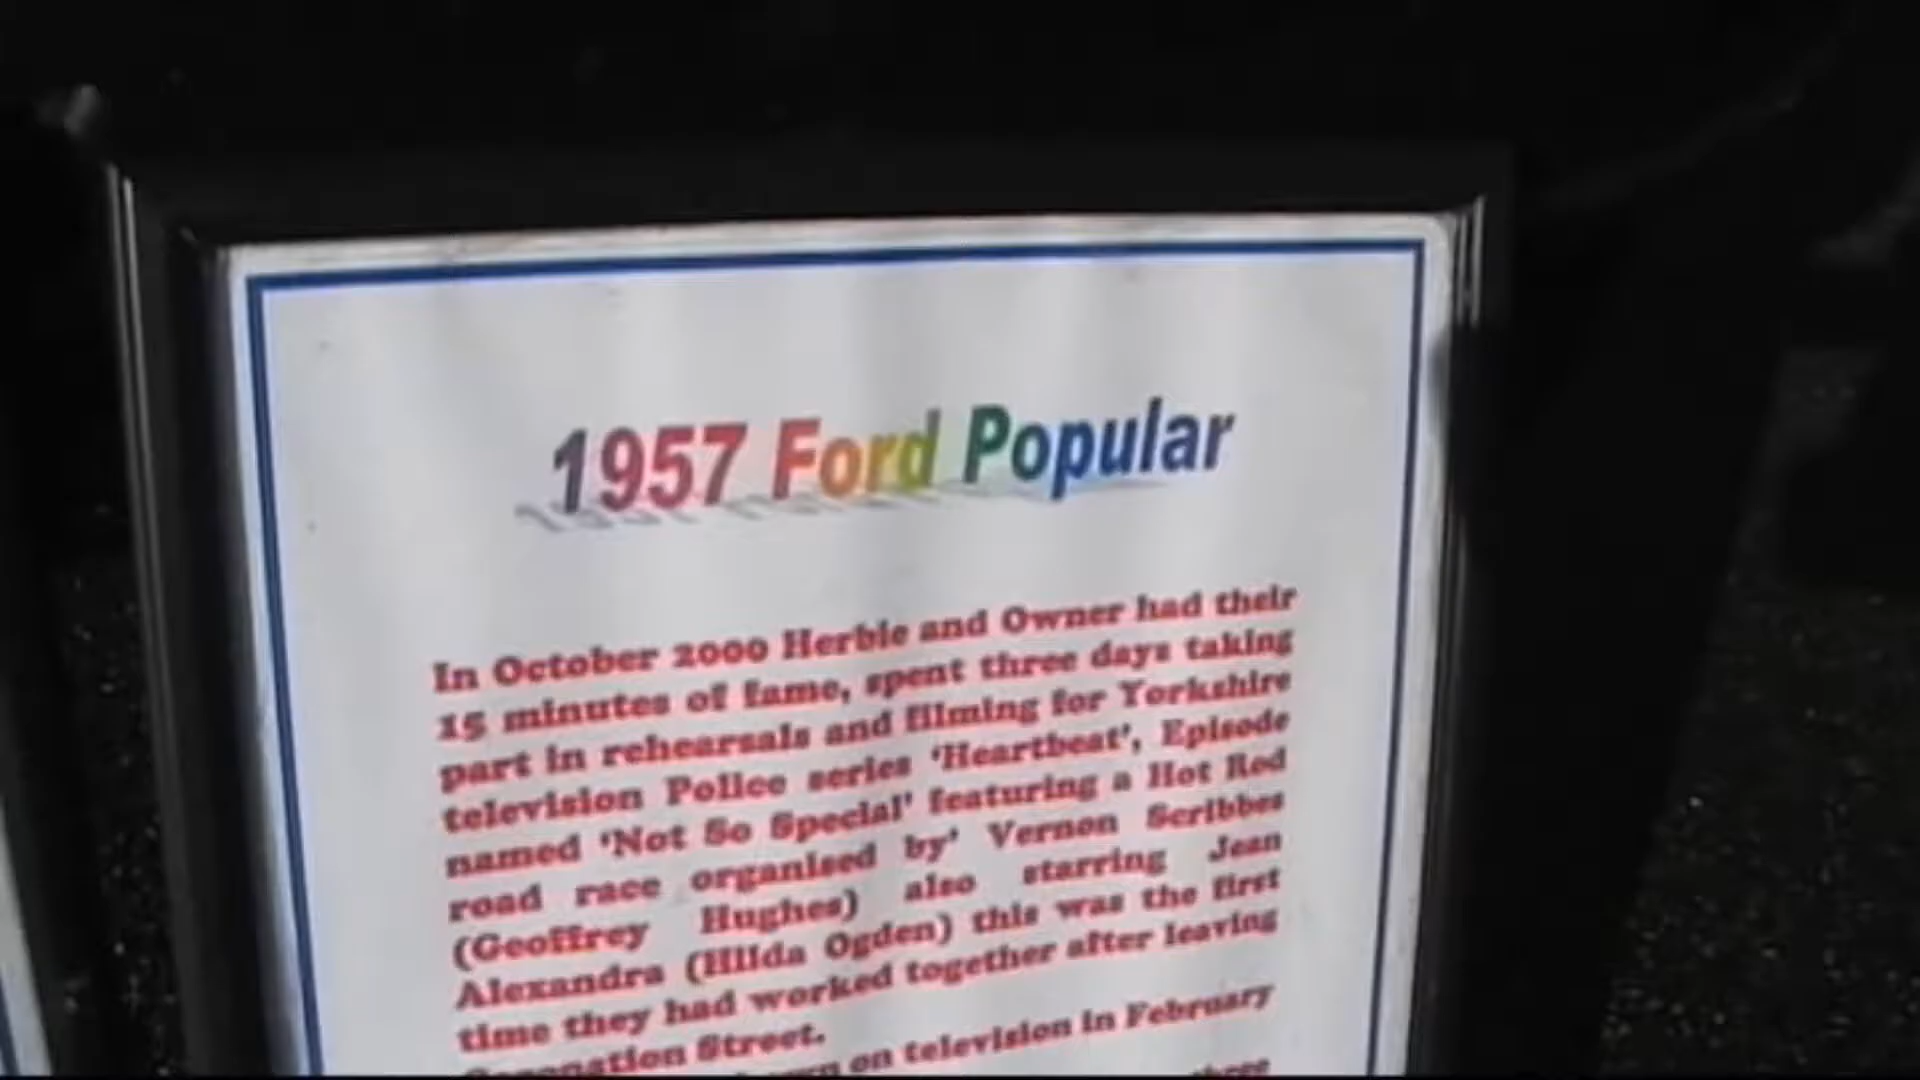 1957 Ford Popular
In October 2000 Herbie and Owner had their
15 minutes of fame, spent three days taking
part in rehearsals and filming for Yorkshire
television Police series 'Heartbeat', Episode
named 'Not So Special' featuring a Hot Rod
road race organised by' Vernon Scribbes
(Geoffrey Hughes) also starring Jean
Alexandra (Hilda Ogden) this was the first
time they had worked together after leaving
Coronation Street.
on television in February
three